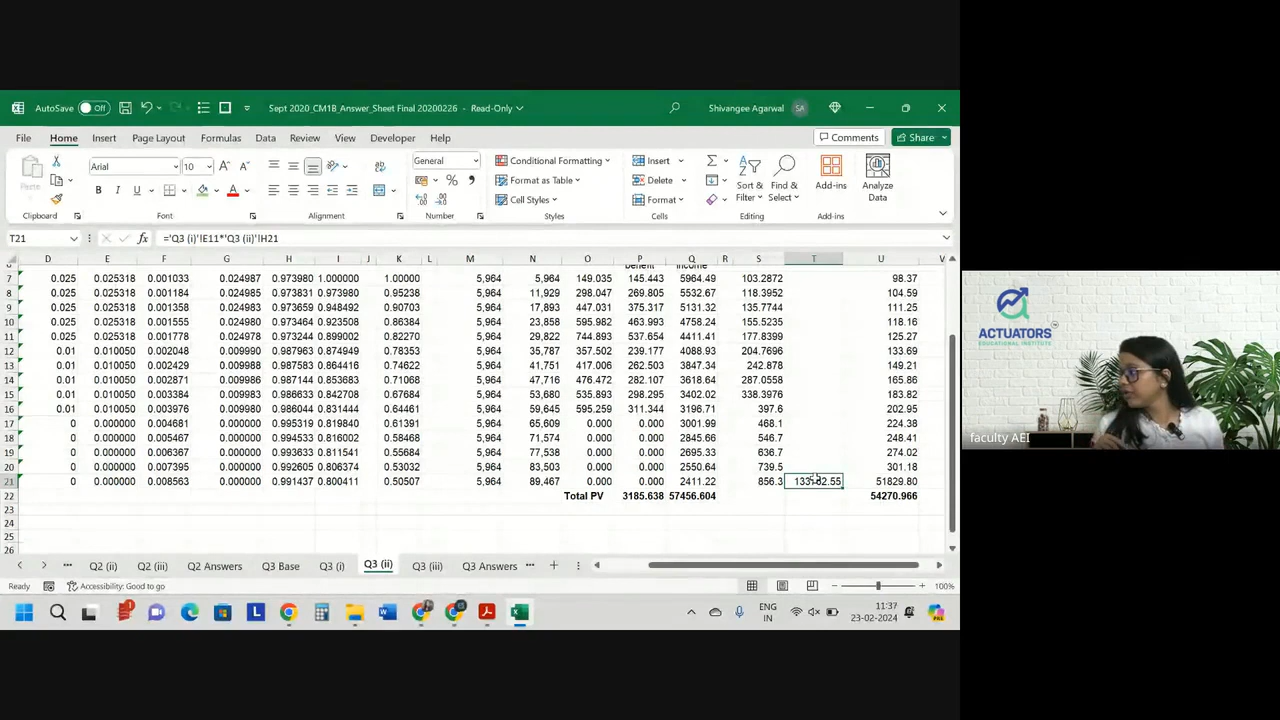 AutoSave Off Sept 2020_CM1B_Answer_Sheet Final 20200226 - Read-Only Shivangee Agarwal SA
File Home Insert Page Layout Formulas Data Review View Developer Help Comments Share
Paste Arial 10 General Conditional Formatting Format as Table Cell Styles Insert Delete Format Sort & Filter Find & Select Add-ins Analyze Data
Clipboard Font Alignment Number Styles Cells Editing Add-ins
T21 ='Q3 (i)'!E11*'Q3 (ii)'!H21
D E F G H I J K L M N O P Q R S T U V
benefit income
7 0.025 0.025318 0.001033 0.024987 0.973980 1.000000 1.00000 5,964 5,964 149.035 145.443 5964.49 103.2872 98.37
8 0.025 0.025318 0.001184 0.024985 0.973831 0.973980 0.95238 5,964 11,929 298.047 269.805 5532.67 118.3952 104.59
9 0.025 0.025318 0.001358 0.024983 0.973659 0.948492 0.90703 5,964 17,893 447.031 375.317 5131.32 135.7744 111.25
10 0.025 0.025318 0.001555 0.024980 0.973464 0.923508 0.86384 5,964 23,858 595.982 463.993 4758.24 155.5235 118.16
11 0.025 0.025318 0.001778 0.024980 0.973244 0.899002 0.82270 5,964 29,822 744.893 537.654 4411.41 177.8399 125.27
12 0.01 0.010050 0.002048 0.009990 0.987963 0.874949 0.78353 5,964 35,787 357.502 239.177 4088.93 204.7696 133.69
13 0.01 0.010050 0.002429 0.009988 0.987583 0.864416 0.74622 5,964 41,751 417.006 262.503 3847.34 242.878 149.21
14 0.01 0.010050 0.002871 0.009986 0.987144 0.853683 0.71068 5,964 47,716 476.472 282.107 3618.64 287.0558 165.86
15 0.01 0.010050 0.003384 0.009983 0.986633 0.842708 0.67684 5,964 53,680 535.893 298.295 3402.02 338.3976 183.82
16 0.01 0.010050 0.003976 0.009980 0.986044 0.831444 0.64461 5,964 59,645 595.259 311.344 3196.71 397.6 202.95
17 0 0.000000 0.004681 0.000000 0.995319 0.819840 0.61391 5,964 65,609 0.000 0.000 3001.99 468.1 224.38
18 0 0.000000 0.005467 0.000000 0.994533 0.816002 0.58468 5,964 71,574 0.000 0.000 2845.66 546.7 248.41
19 0 0.000000 0.006367 0.000000 0.993633 0.811541 0.55684 5,964 77,538 0.000 0.000 2695.33 636.7 274.02
20 0 0.000000 0.007395 0.000000 0.992605 0.806374 0.53032 5,964 83,503 0.000 0.000 2550.64 739.5 301.18
21 0 0.000000 0.008563 0.000000 0.991437 0.800411 0.50507 5,964 89,467 0.000 0.000 2411.22 856.3 51829.80
22 Total PV 3185.638 57456.604 54270.966
23
24
25
26
Q2 (ii) Q2 (iii) Q2 Answers Q3 Base Q3 (i) Q3 (ii) Q3 (iii) Q3 Answers
Ready Accessibility: Good to go 100%
ENG IN 11:37 23-02-2024
ACTUATORS
EDUCATIONAL INSTITUTE
faculty AEI